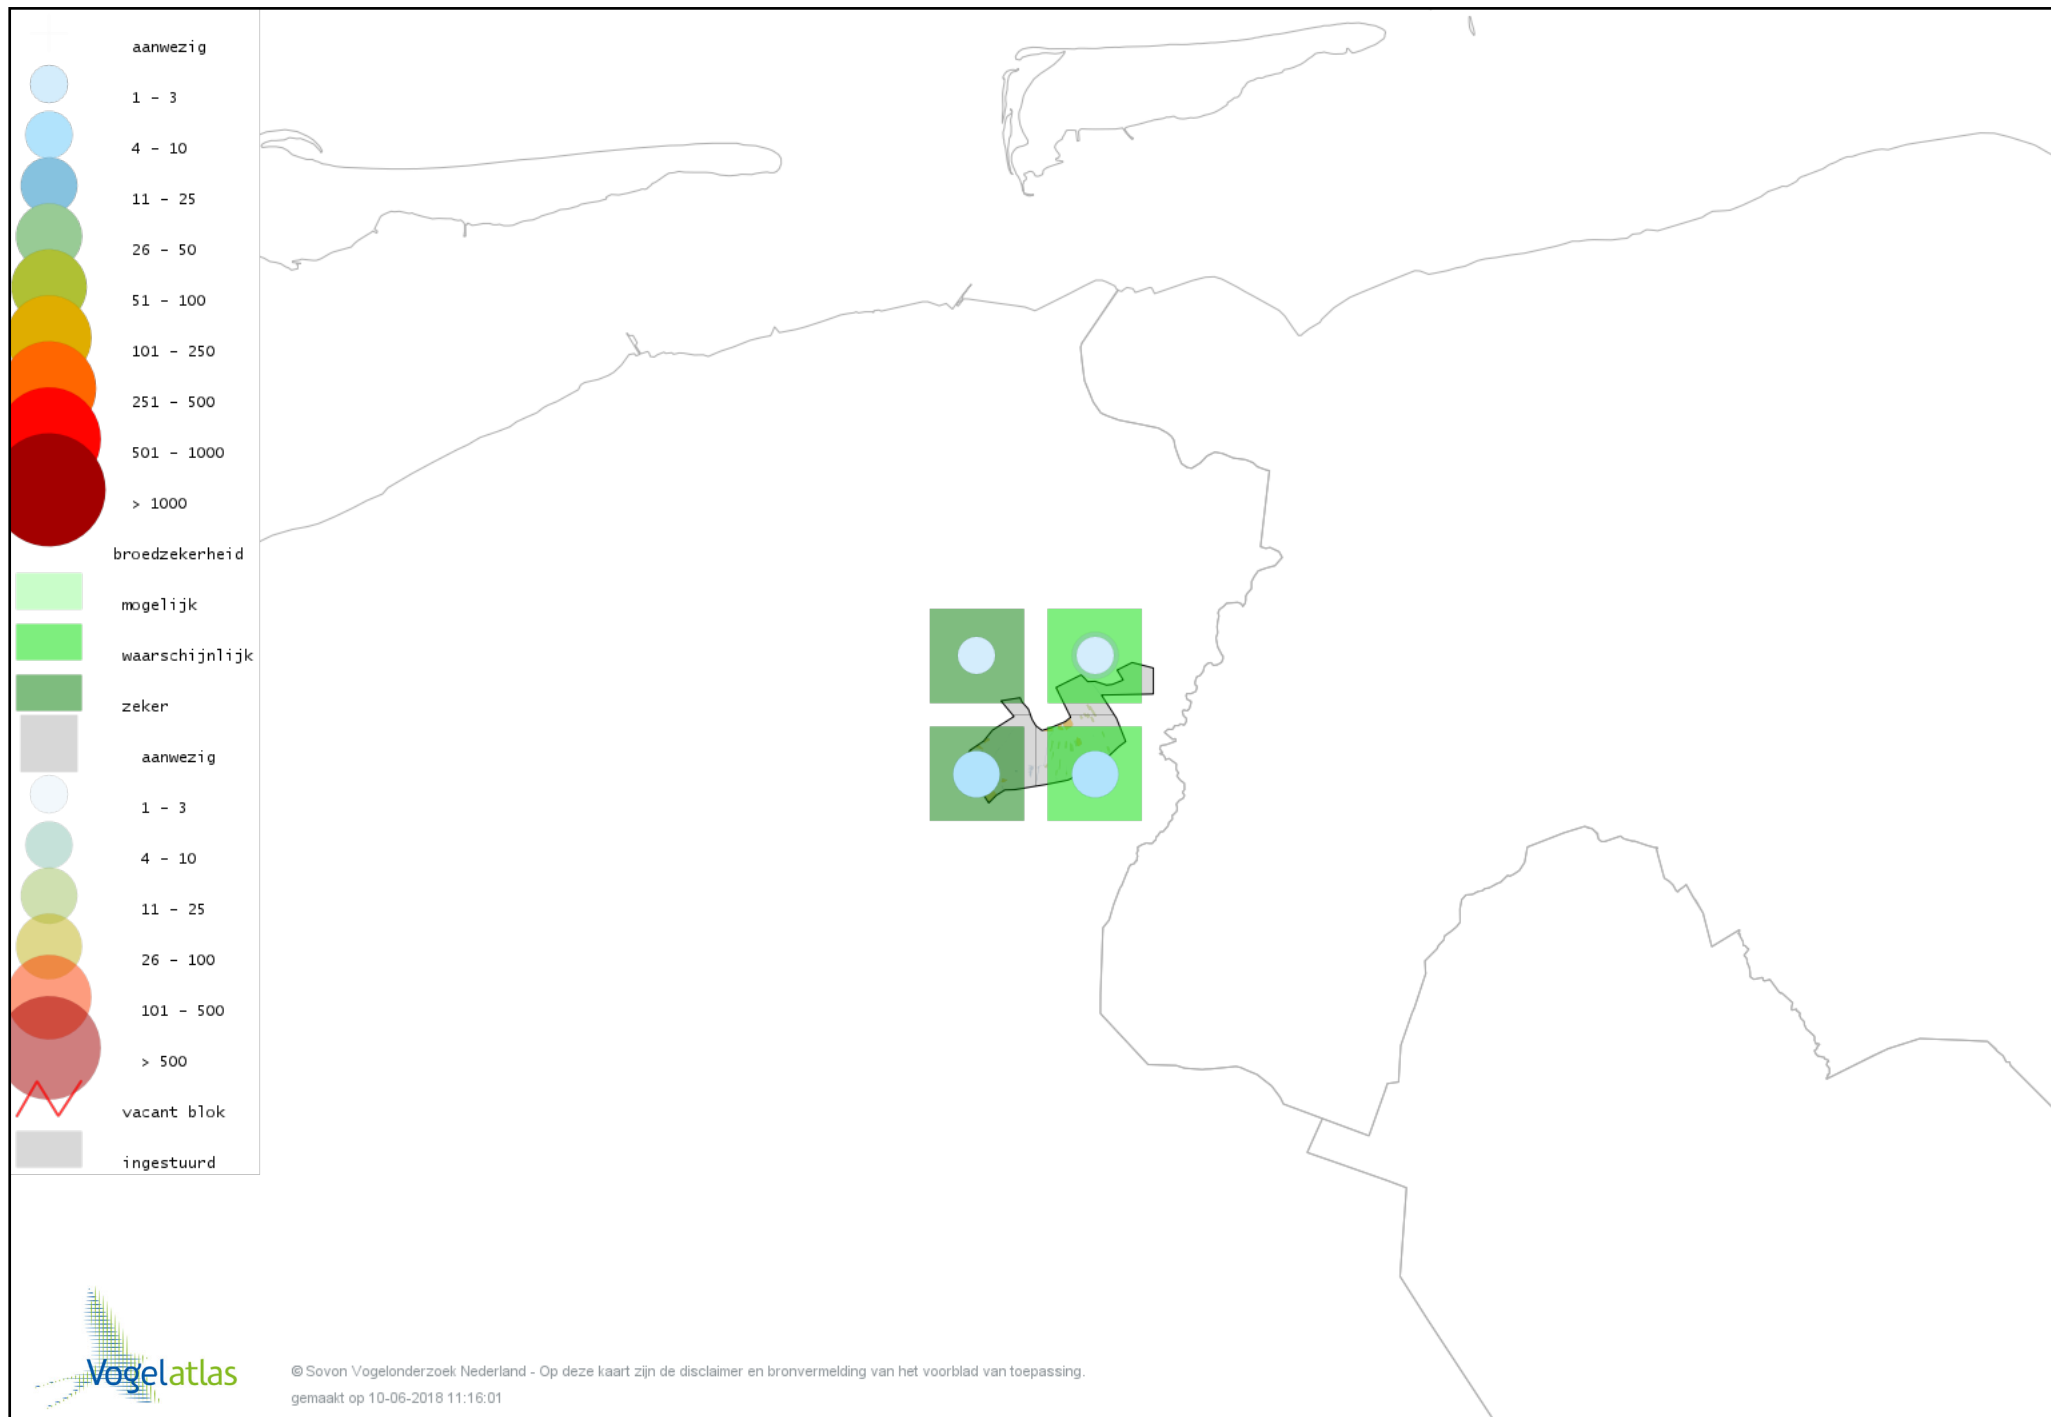 aanwezig
1 - 3
4 - 10
11 - 25
26 - 50
51 - 100
101 - 250
251 - 500
501 - 1000
> 1000
broedzekerheid
mogelijk
waarschijnlijk
zeker
aanwezig
1 - 3
4 - 10
11 - 25
26 - 100
101 - 500
> 500
vacant blok
ingestuurd
Vogelatlas
© Sovon Vogelonderzoek Nederland - Op deze kaart zijn de disclaimer en bronvermelding van het voorblad van toepassing.
gemaakt op 10-06-2018 11:16:01